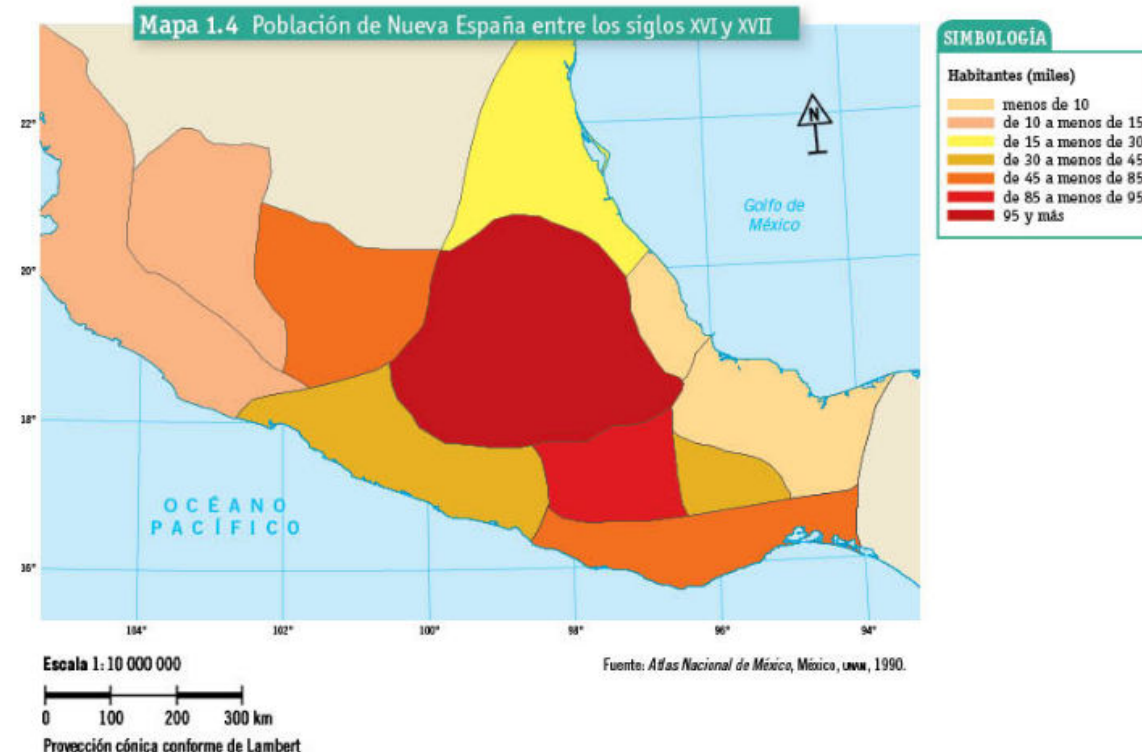 Mapa 1.4 Población de Nueva España entre los siglos XVI y XVII
SIMBOLOGÍA
Habitantes (miles)
menos de 10
de 10 a menos de 15
de 15 a menos de 30
de 30 a menos de 45
de 45 a menos de 85
de 85 a menos de 95
95 y más
N
Golfo de
México
22°
20°
18°
16°
OCÉANO
PACÍFICO
104°
102°
100°
98°
96°
94°
Escala 1:10 000 000
0 100 200 300 km
Proyección cónica conforme de Lambert
Fuente: Atlas Nacional de México, México, UNAM, 1990.